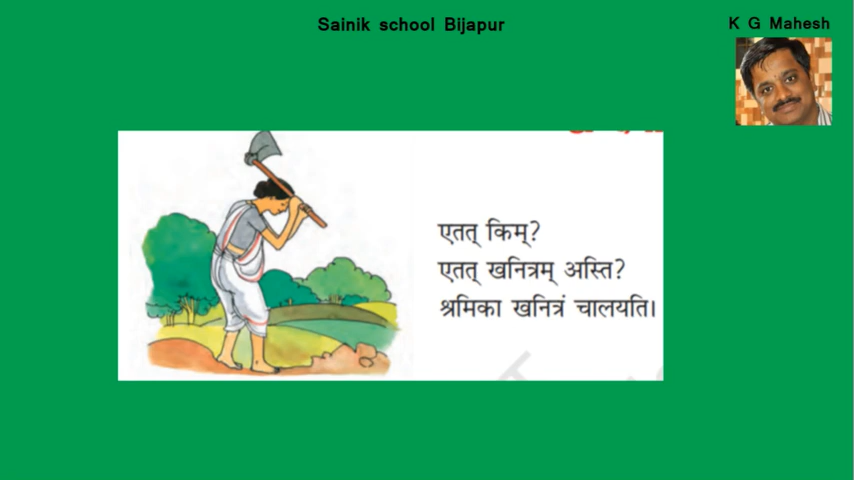 Sainik school Bijapur
K G Mahesh
एतत् किम्?
एतत् खनित्रम् अस्ति?
श्रमिका खनित्रं चालयति।